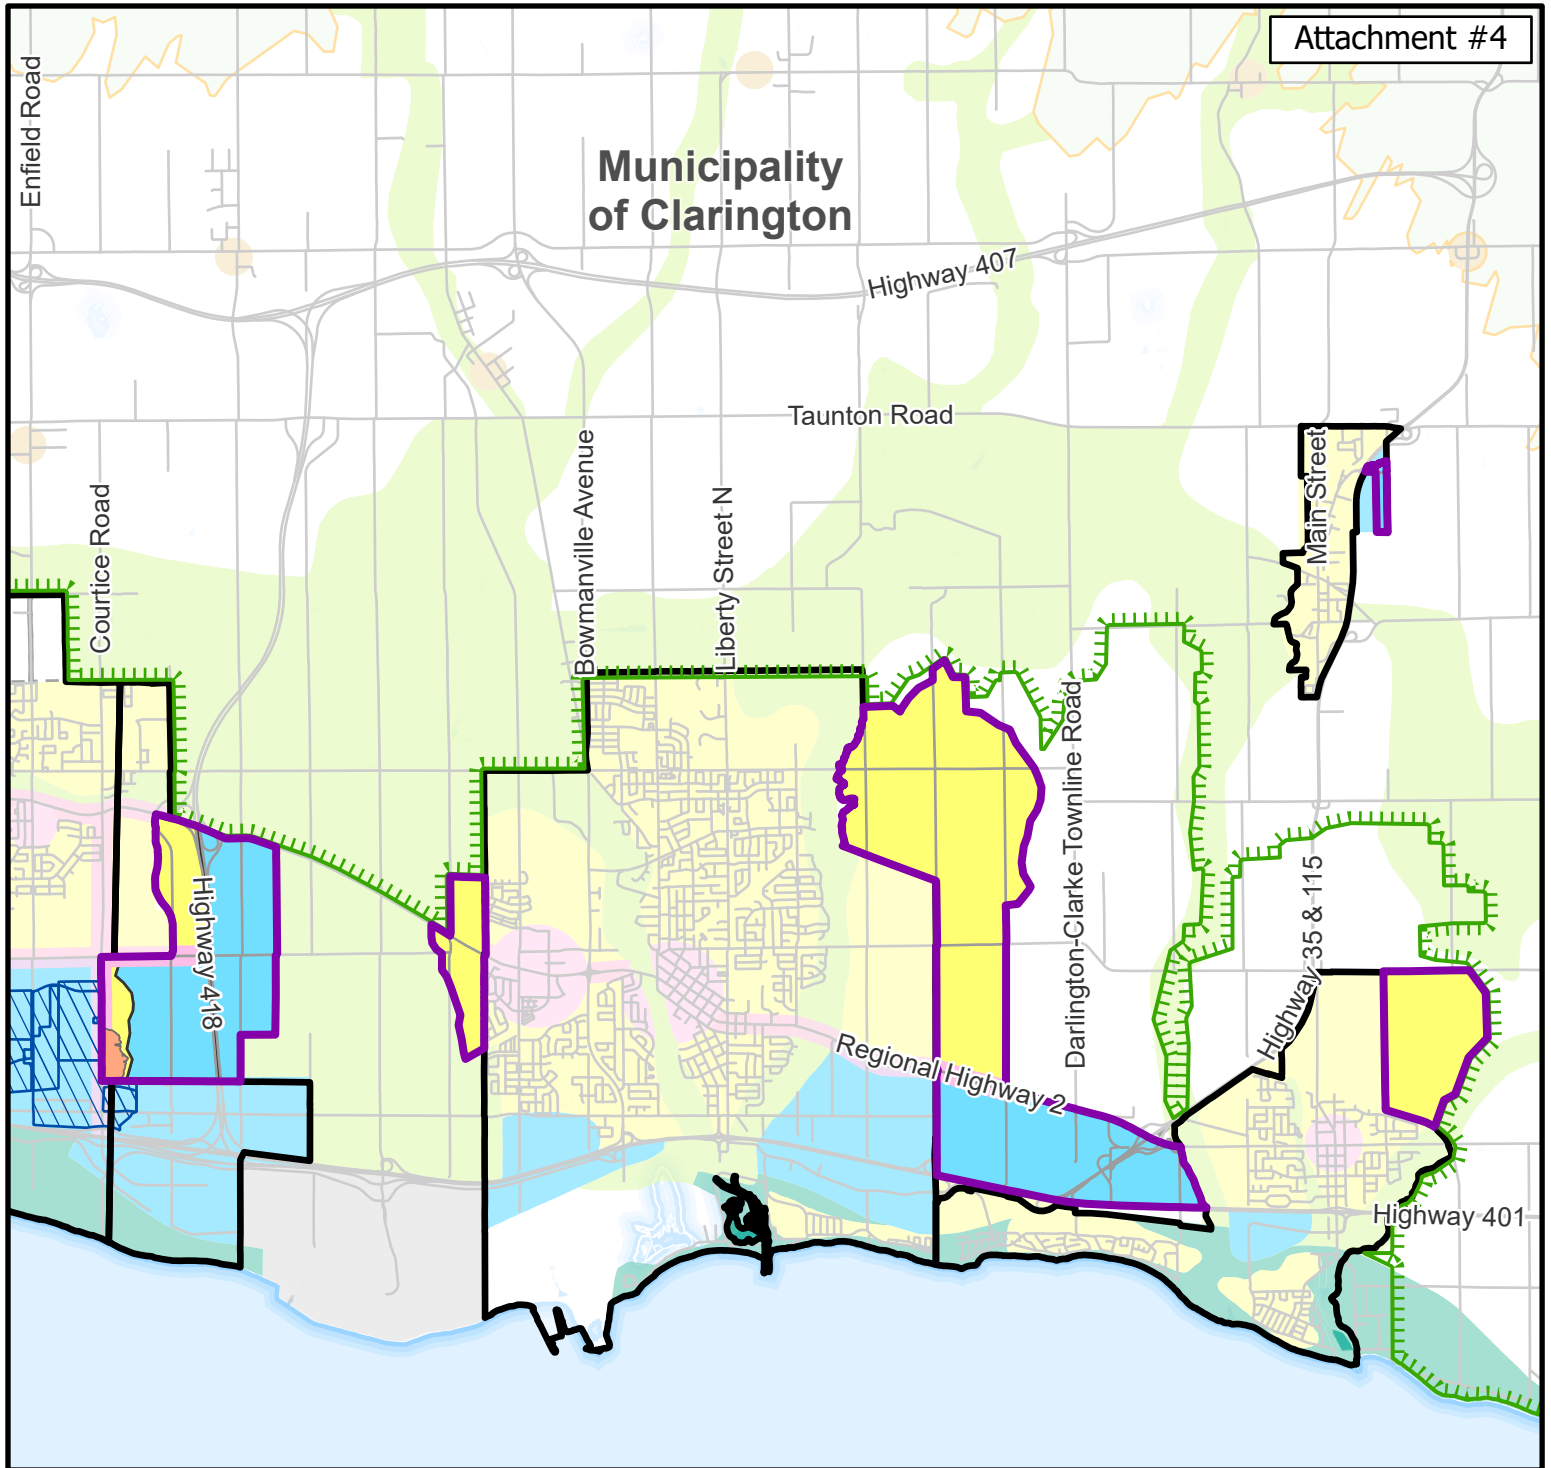 Attachment #4
Enfield Road
Municipality
of Clarington
Highway 407
Taunton Road
Main Street
Bowmanville Avenue
Liberty Street N
Courtice Road
Darlington-Clarke Townline Road
Highway 35 & 115
Highway 418
Regional Highway 2
Highway 401